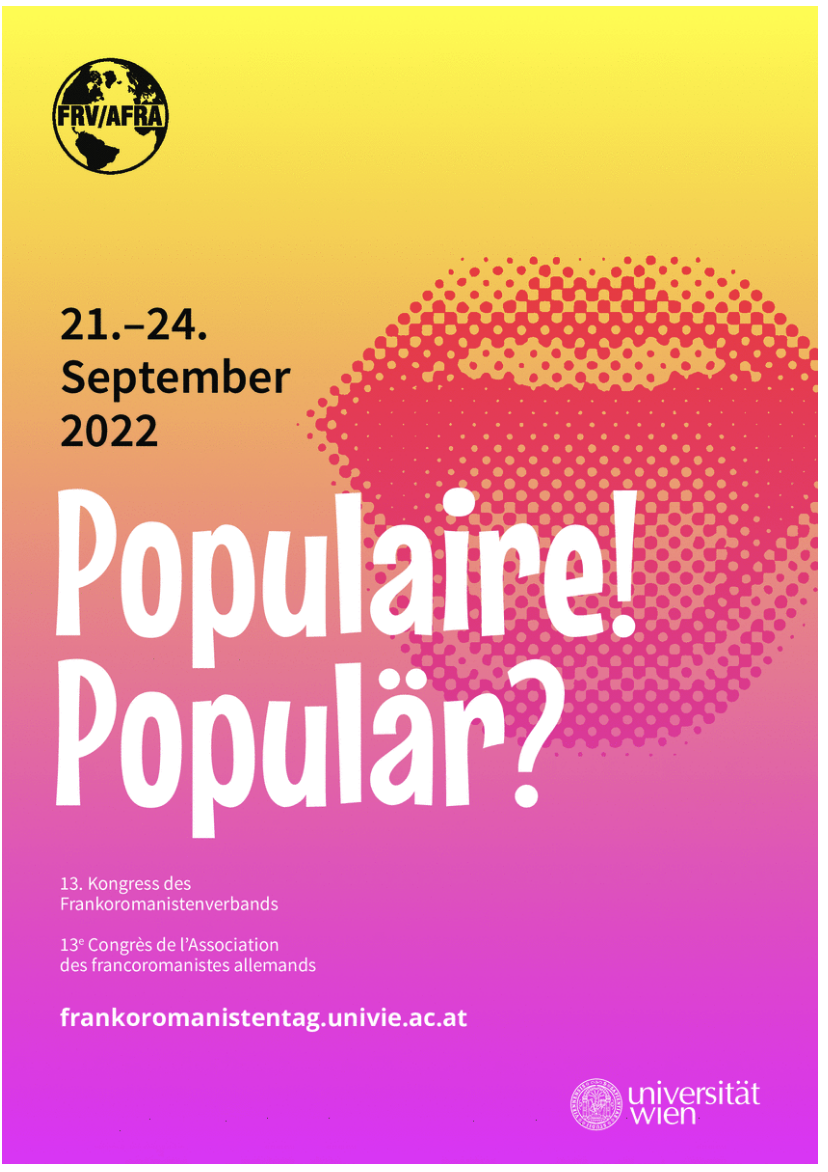 FRV/AFRA
21.–24.
September
2022
Populaire!
Populär?
13. Kongress des
Frankoromanistenverbands
13e Congrès de l’Association
des francoromanistes allemands
frankoromanistentag.univie.ac.at
universität
wien